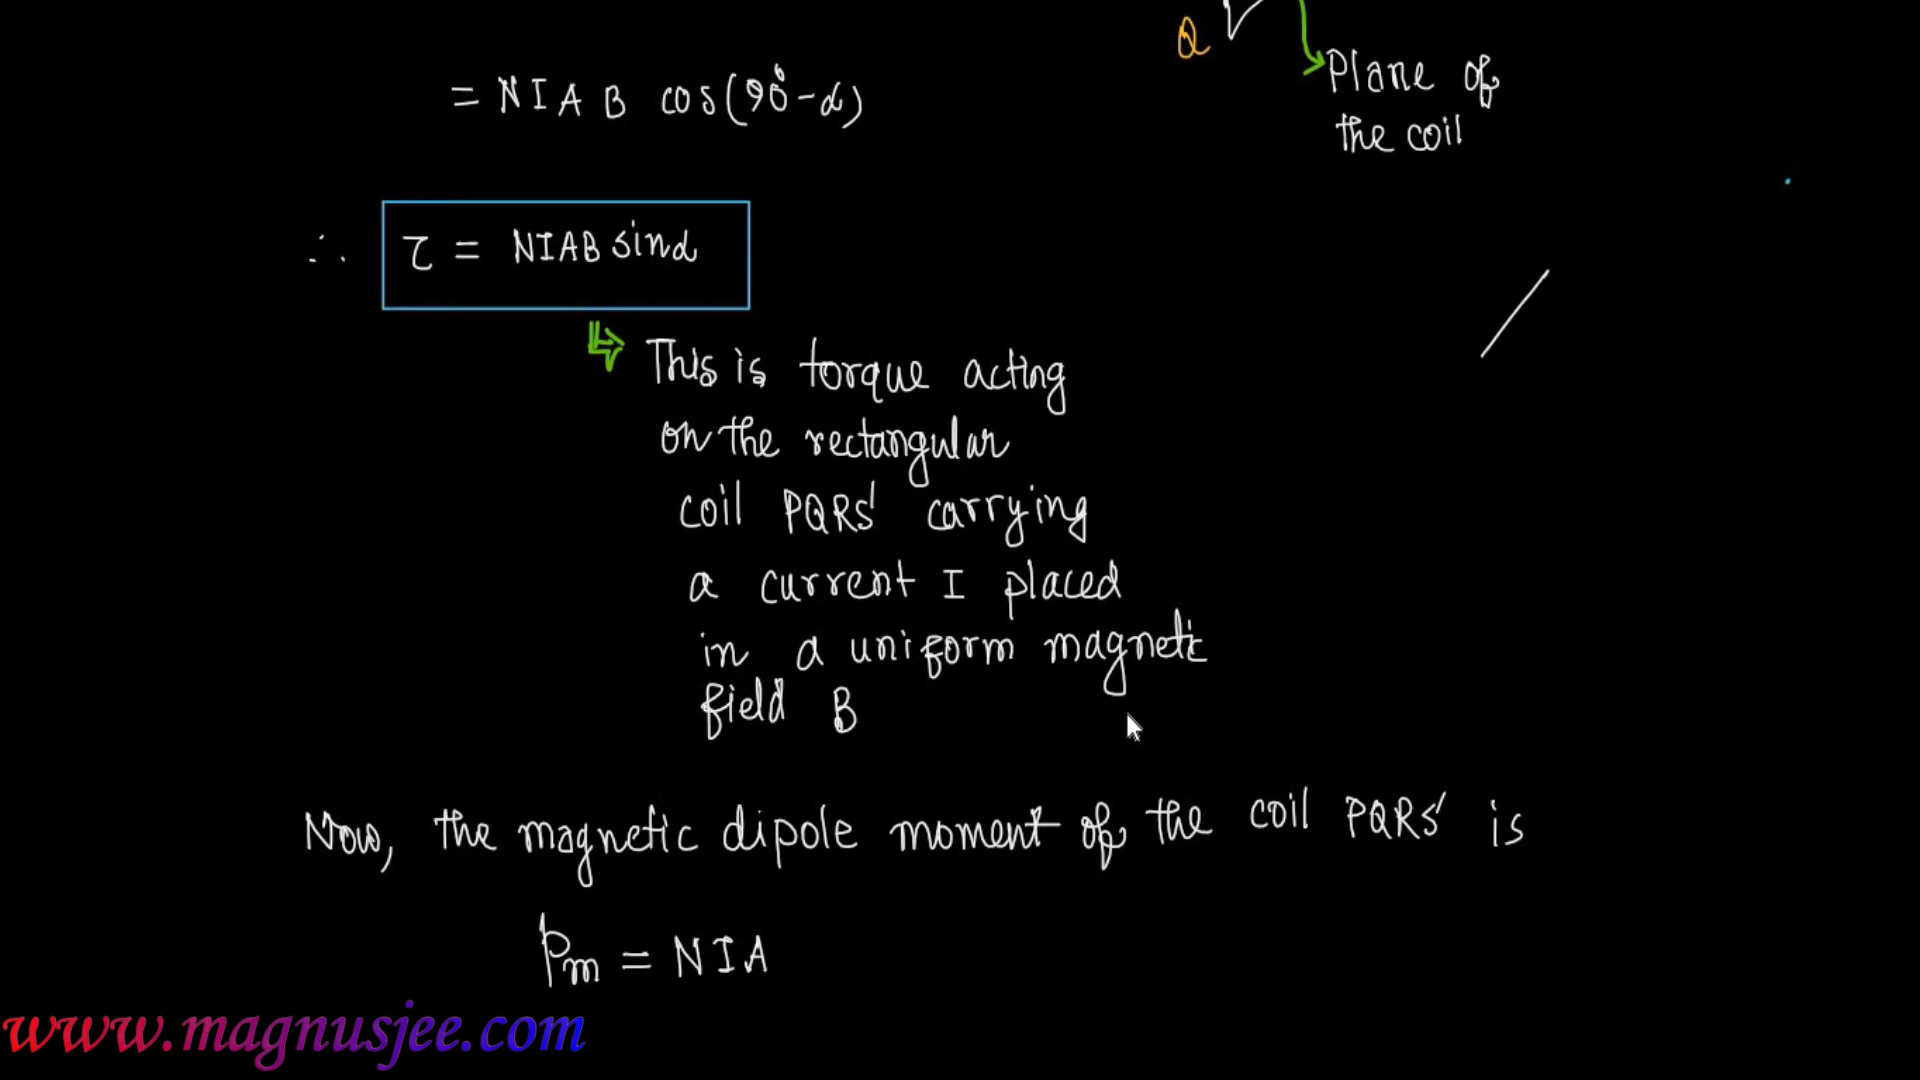 Q
Plane of
the coil
= NIA B cos(90°-α)
∴ τ = NIAB sinα
This is torque acting
on the rectangular
coil PQRS carrying
a current I placed
in a uniform magnetic
field B
Now, the magnetic dipole moment of the coil PQRS is
Pm = NIA
www.magnusjee.com